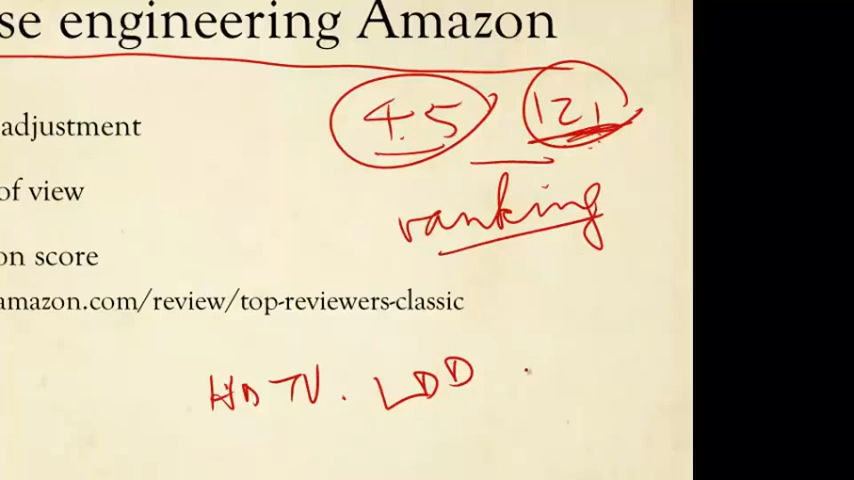 se engineering Amazon
4.5 121
adjustment
of view
ranking
on score
amazon.com/review/top-reviewers-classic
HDTV. LDD